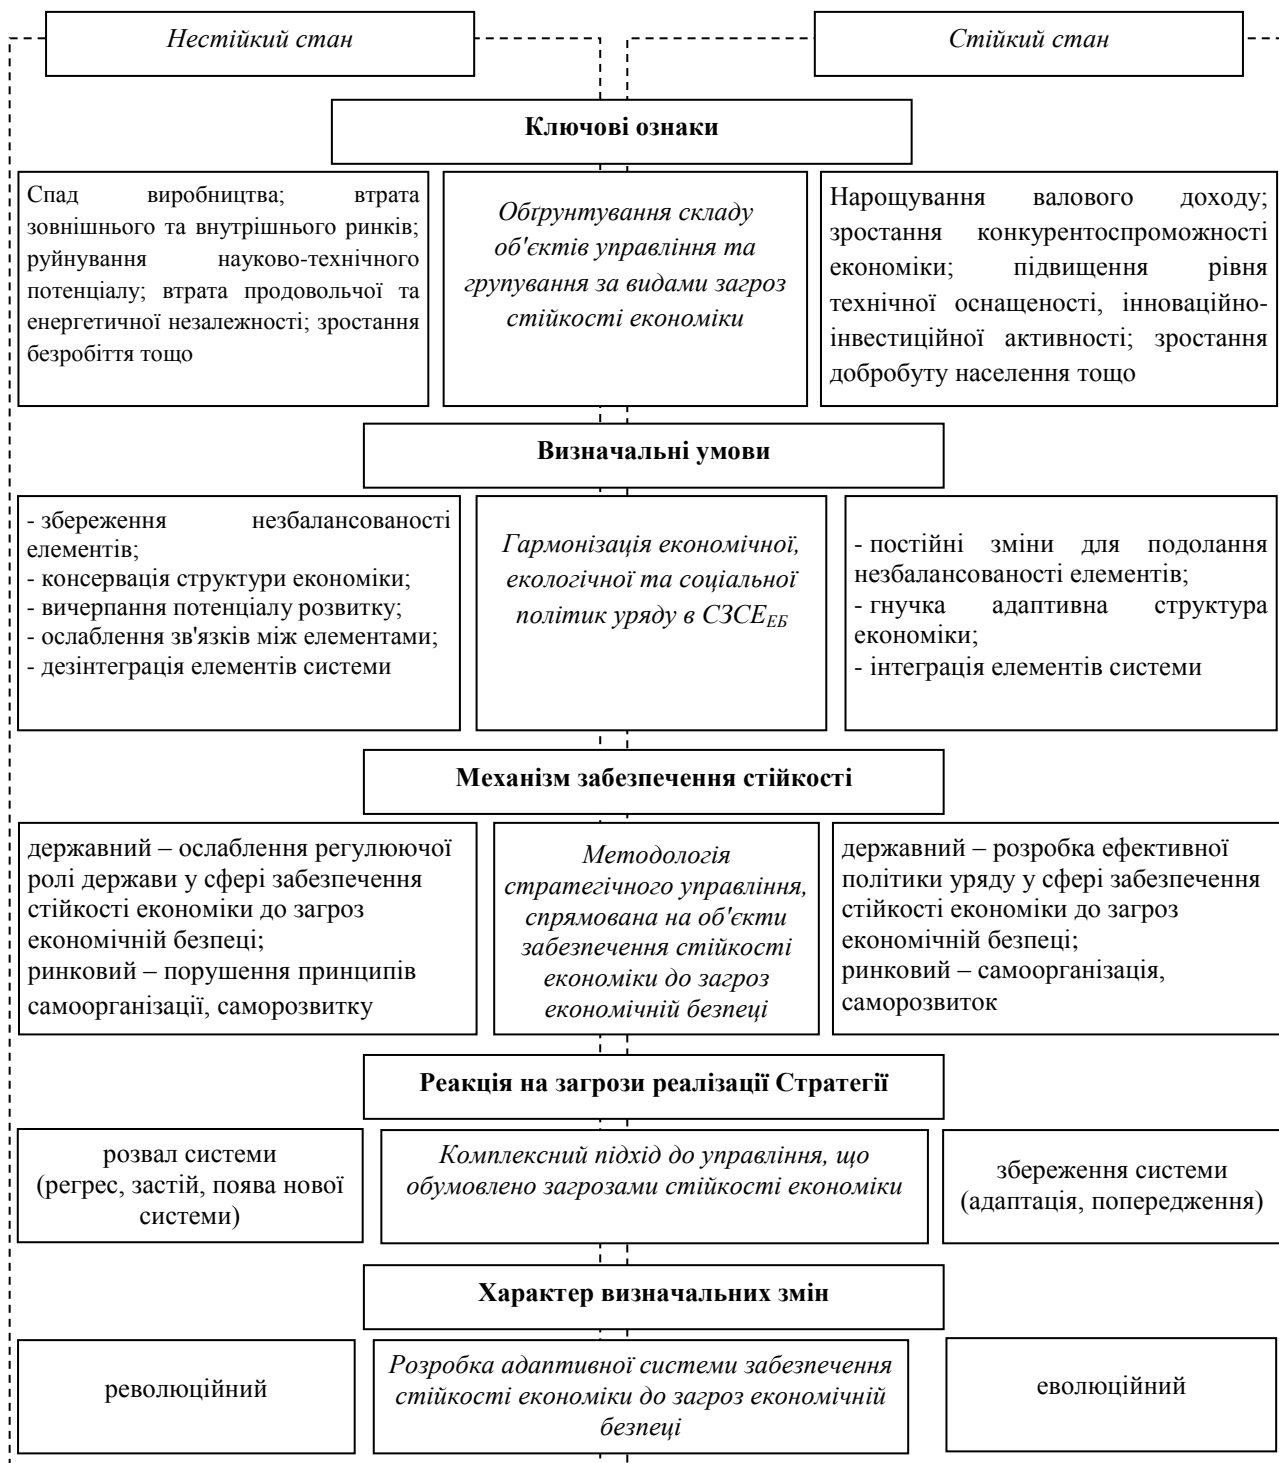 Нестійкий стан
Стійкий стан
Ключові ознаки
Спад виробництва; втрата
зовнішнього та внутрішнього ринків;
руйнування науково-технічного
потенціалу; втрата продовольчої та
енергетичної незалежності; зростання
безробіття тощо
Обґрунтування складу
об'єктів управління та
групування за видами загроз
стійкості економіки
Нарощування валового доходу;
зростання конкурентоспроможності
економіки; підвищення рівня
технічної оснащеності, інноваційно-
інвестиційної активності; зростання
добробуту населення тощо
Визначальні умови
- збереження незбалансованості
елементів;
- консервація структури економіки;
- вичерпання потенціалу розвитку;
- ослаблення зв'язків між елементами;
- дезінтеграція елементів системи
Гармонізація економічної,
екологічної та соціальної
політик уряду в СЗСЕЕБ
- постійні зміни для подолання
незбалансованості елементів;
- гнучка адаптивна структура
економіки;
- інтеграція елементів системи
Механізм забезпечення стійкості
державний – ослаблення регулюючої
ролі держави у сфері забезпечення
стійкості економіки до загроз
економічній безпеці;
ринковий – порушення принципів
самоорганізації, саморозвитку
Методологія
стратегічного управління,
спрямована на об'єкти
забезпечення стійкості
економіки до загроз
економічній безпеці
державний – розробка ефективної
політики уряду у сфері забезпечення
стійкості економіки до загроз
економічній безпеці;
ринковий – самоорганізація,
саморозвиток
Реакція на загрози реалізації Стратегії
розвал системи
(регрес, застій, поява нової
системи)
Комплексний підхід до управління, що
обумовлено загрозами стійкості економіки
збереження системи
(адаптація, попередження)
Характер визначальних змін
революційний
Розробка адаптивної системи забезпечення
стійкості економіки до загроз економічній
безпеці
еволюційний